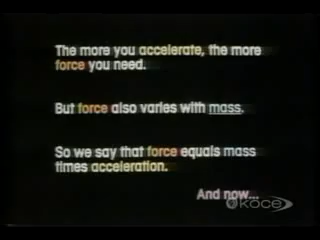 The more you accelerate, the more
force you need.
But force also varies with mass.
So we say that force equals mass
times acceleration.
And now...
KOCE